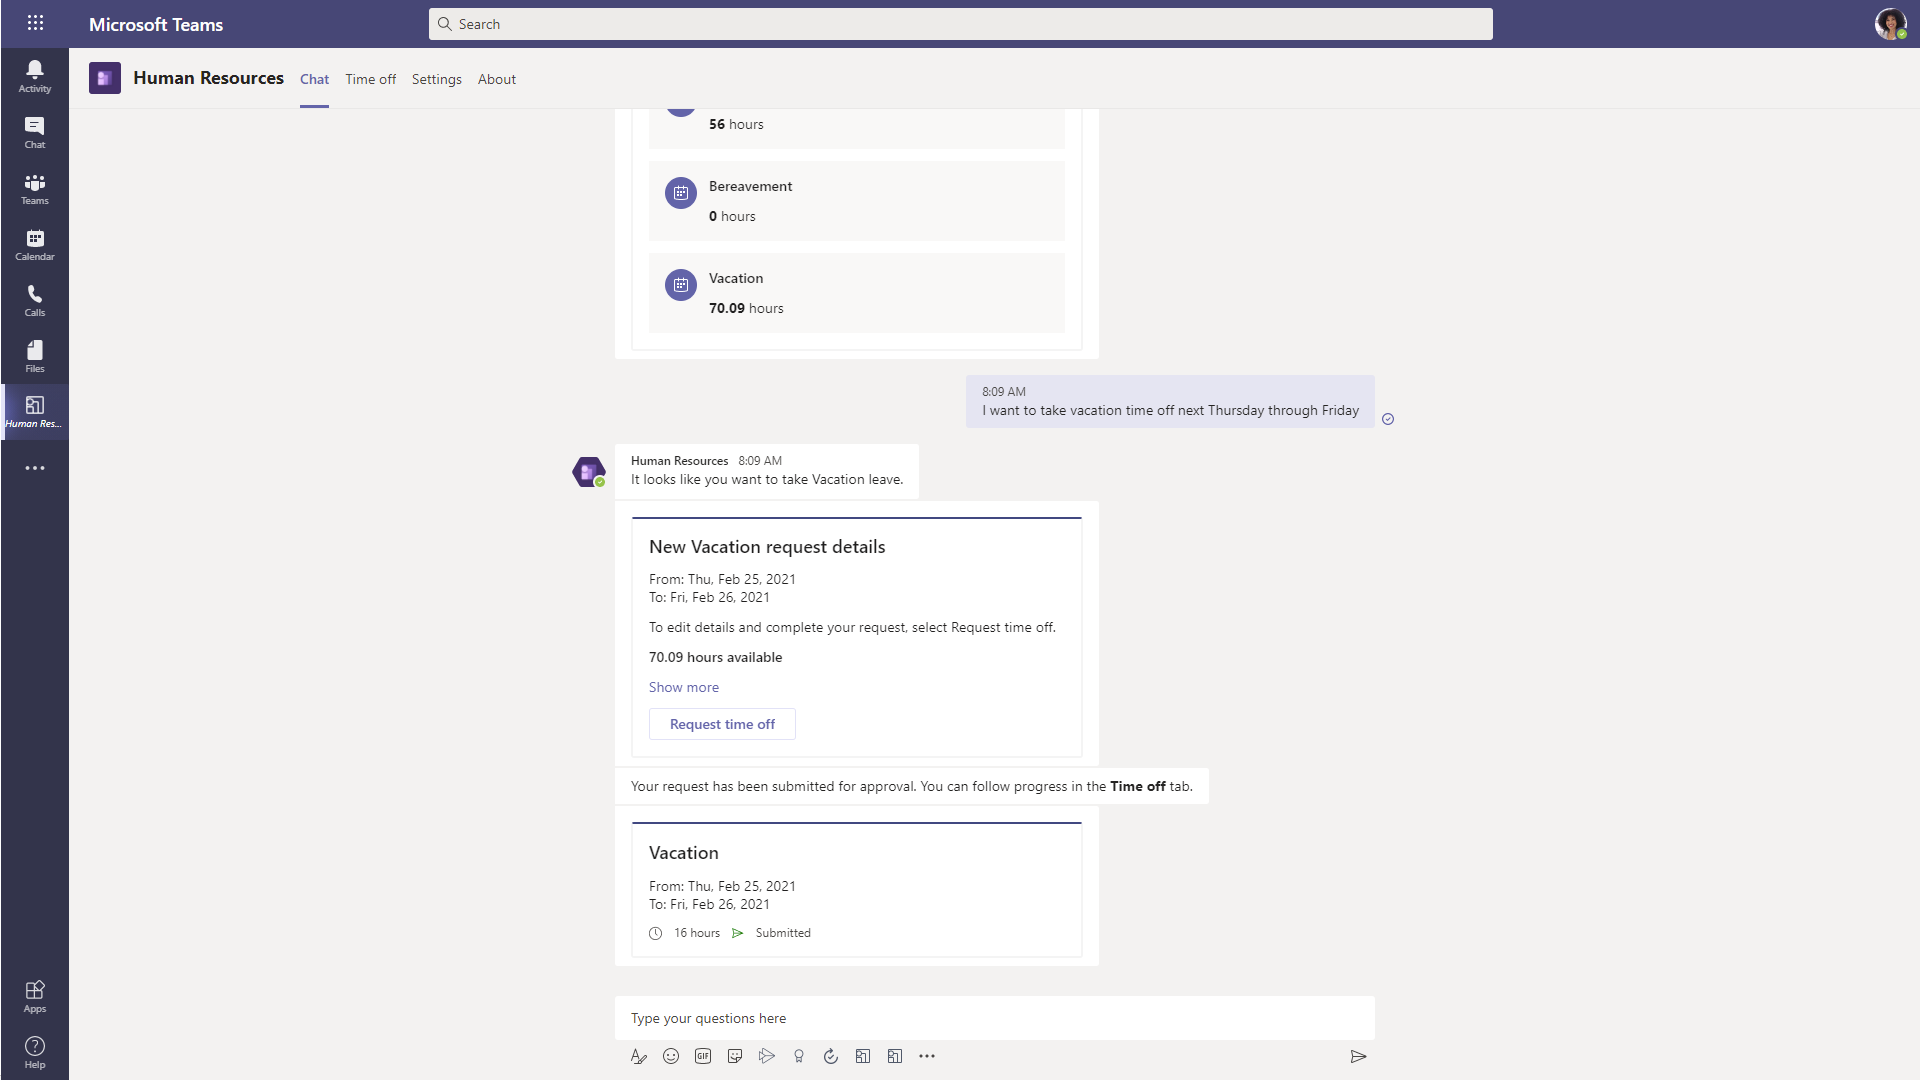 Microsoft Teams
Search
Activity
Chat
Teams
Calendar
Calls
Files
Human Res...
Apps
Help
Human Resources
Chat
Time off
Settings
About
56 hours
Bereavement
0 hours
Vacation
70.09 hours
8:09 AM
I want to take vacation time off next Thursday through Friday
Human Resources 8:09 AM
It looks like you want to take Vacation leave.
New Vacation request details
From: Thu, Feb 25, 2021
To: Fri, Feb 26, 2021
To edit details and complete your request, select Request time off.
70.09 hours available
Show more
Request time off
Your request has been submitted for approval. You can follow progress in the Time off tab.
Vacation
From: Thu, Feb 25, 2021
To: Fri, Feb 26, 2021
16 hours Submitted
Type your questions here
GIF